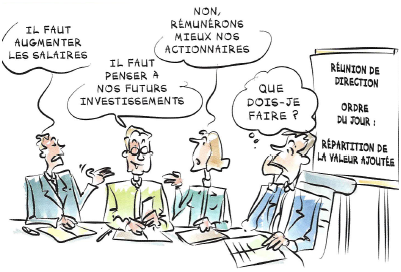 IL FAUT
AUGMENTER
LES SALAIRES
IL FAUT
PENSER À
NOS FUTURS
INVESTISSEMENTS
NON,
RÉMUNÉRONS
MIEUX NOS
ACTIONNAIRES
QUE
DOIS-JE
FAIRE ?
RÉUNION DE
DIRECTION
ORDRE
DU JOUR :
RÉPARTITION DE
LA VALEUR AJOUTÉE